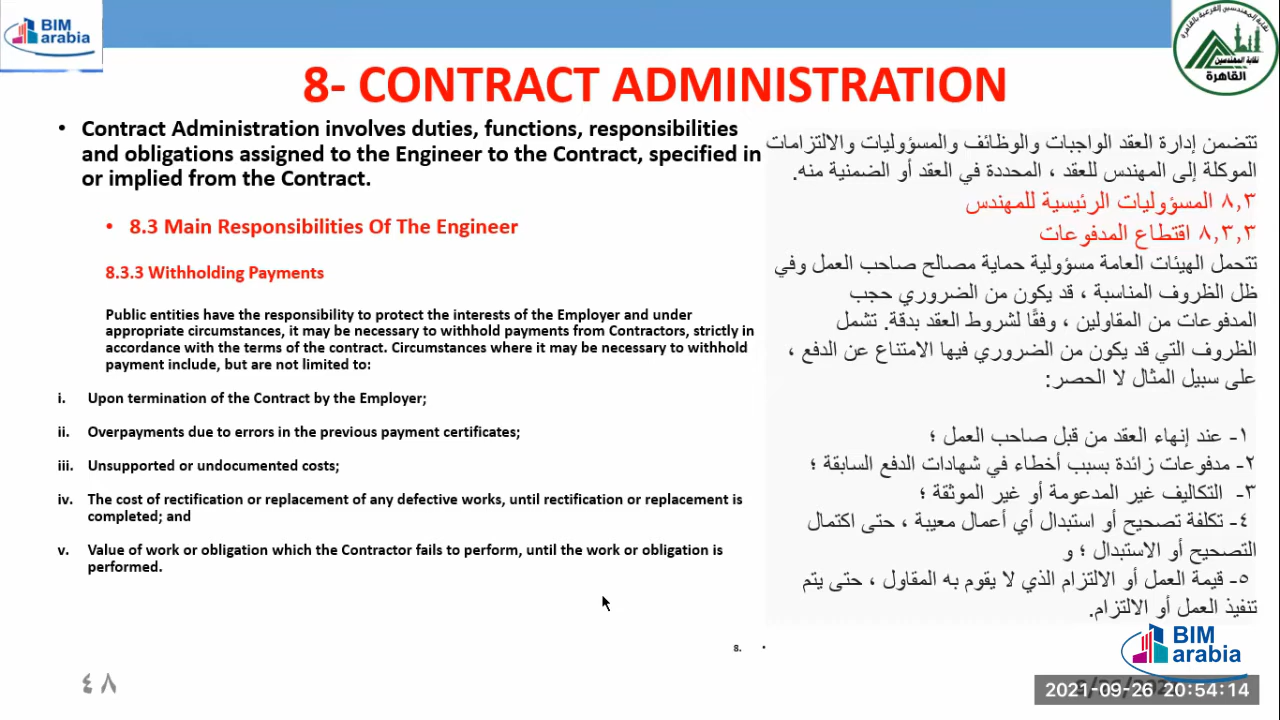 BIM
arabia
نقابة المهندسين الفرعية بالقاهرة
نقابة المهندسين
القاهرة
8- CONTRACT ADMINISTRATION
• Contract Administration involves duties, functions, responsibilities
and obligations assigned to the Engineer to the Contract, specified in
or implied from the Contract.
• 8.3 Main Responsibilities Of The Engineer
8.3.3 Withholding Payments
Public entities have the responsibility to protect the interests of the Employer and under
appropriate circumstances, it may be necessary to withhold payments from Contractors, strictly in
accordance with the terms of the contract. Circumstances where it may be necessary to withhold
payment include, but are not limited to:
i. Upon termination of the Contract by the Employer;
ii. Overpayments due to errors in the previous payment certificates;
iii. Unsupported or undocumented costs;
iv. The cost of rectification or replacement of any defective works, until rectification or replacement is
completed; and
v. Value of work or obligation which the Contractor fails to perform, until the work or obligation is
performed.
تتضمن إدارة العقد الواجبات والوظائف والمسؤوليات والالتزامات
الموكلة إلى المهندس للعقد ، المحددة في العقد أو الضمنية منه.
٨,٣ المسؤوليات الرئيسية للمهندس
٨,٣,٣ اقتطاع المدفوعات
تتحمل الهيئات العامة مسؤولية حماية مصالح صاحب العمل وفي
ظل الظروف المناسبة ، قد يكون من الضروري حجب
المدفوعات من المقاولين ، وفقًا لشروط العقد بدقة. تشمل
الظروف التي قد يكون من الضروري فيها الامتناع عن الدفع ،
على سبيل المثال لا الحصر:
١- عند إنهاء العقد من قبل صاحب العمل ؛
٢- مدفوعات زائدة بسبب أخطاء في شهادات الدفع السابقة ؛
٣- التكاليف غير المدعومة أو غير الموثقة ؛
٤- تكلفة تصحيح أو استبدال أي أعمال معيبة ، حتى اكتمال
التصحيح أو الاستبدال ؛ و
٥- قيمة العمل أو الالتزام الذي لا يقوم به المقاول ، حتى يتم
تنفيذ العمل أو الالتزام.
8. •
BIM
arabia
٤٨
2021-09-26 20:54:14